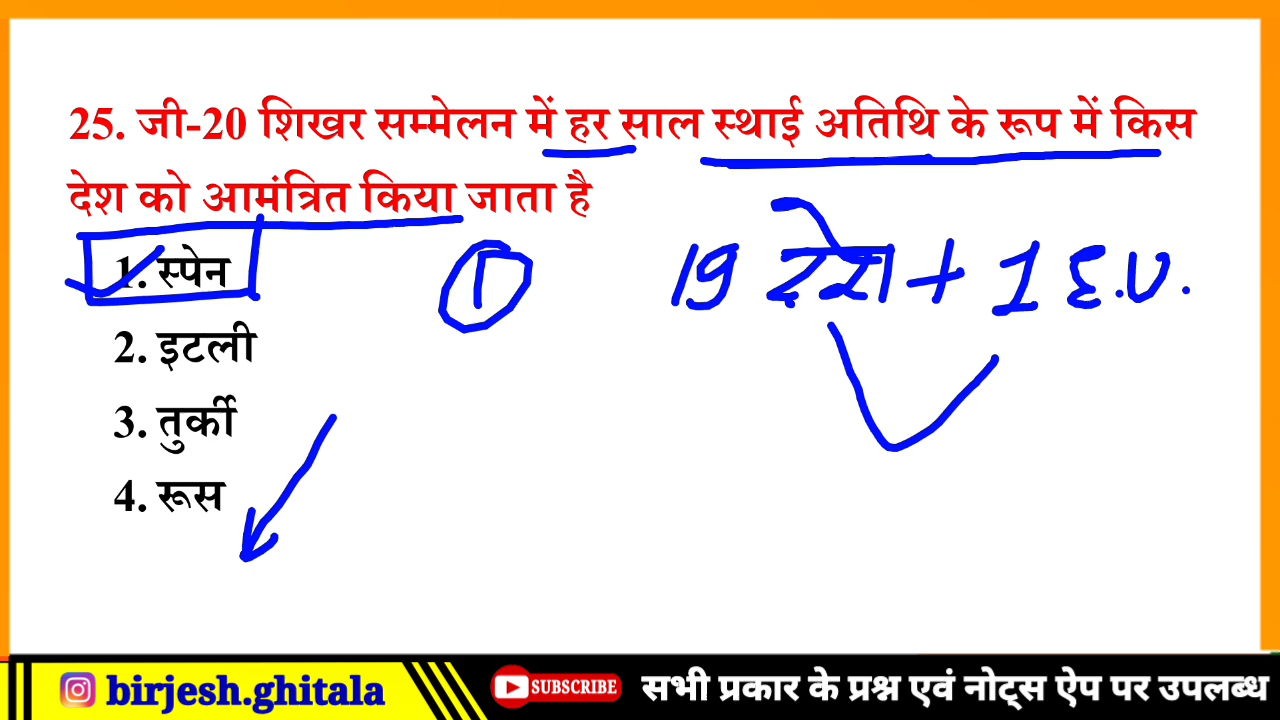 25. जी-20 शिखर सम्मेलन में हर साल स्थाई अतिथि के रूप में किस
देश को आमंत्रित किया जाता है
1. स्पेन
① 19 देश + 1 ई.U.
2. इटली
3. तुर्की
4. रूस
birjesh.ghitala SUBSCRIBE सभी प्रकार के प्रश्न एवं नोट्स ऐप पर उपलब्ध